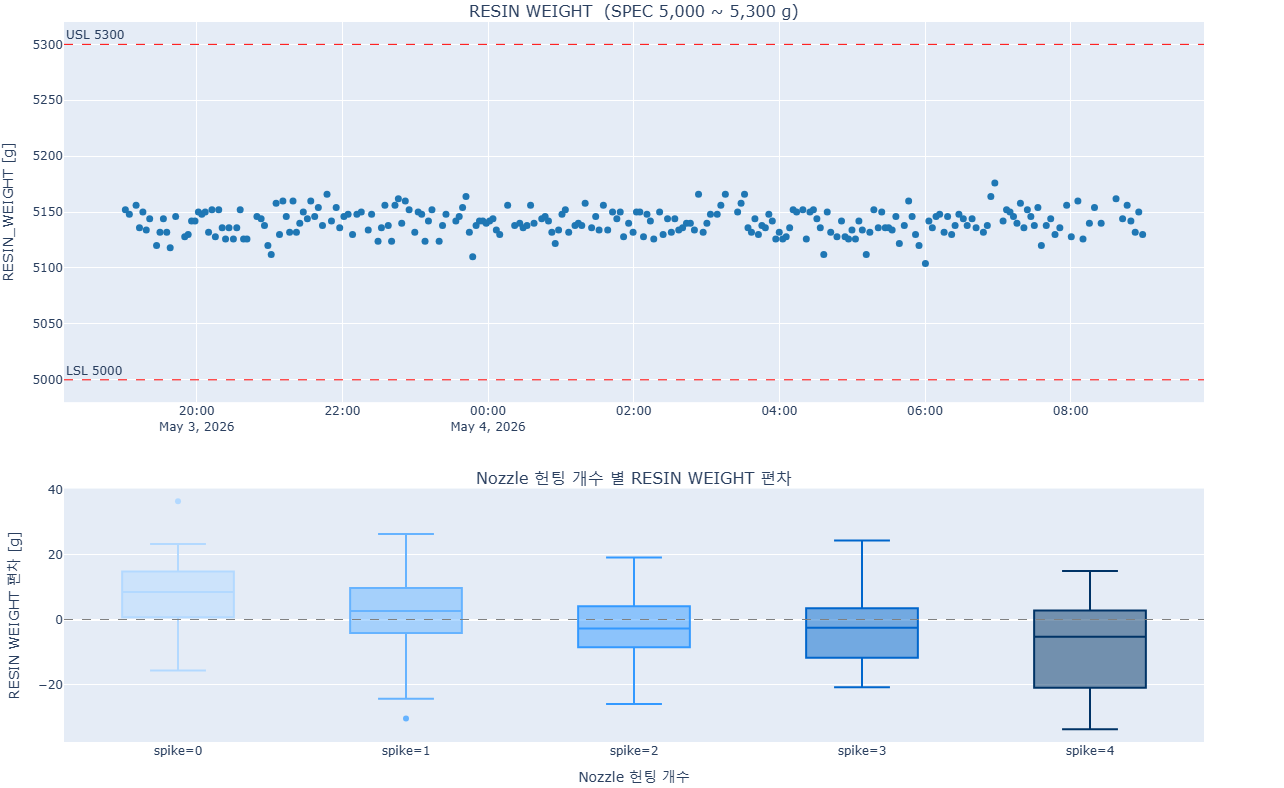 RESIN WEIGHT (SPEC 5,000 ~ 5,300 g)
USL 5300
5300
5250
5200
5150
5100
5050
5000
LSL 5000
RESIN_WEIGHT [g]
20:00
May 3, 2026
22:00
00:00
May 4, 2026
02:00
04:00
06:00
08:00
Nozzle 헌팅 개수 별 RESIN WEIGHT 편차
40
20
0
−20
RESIN WEIGHT 편차 [g]
spike=0
spike=1
spike=2
spike=3
spike=4
Nozzle 헌팅 개수